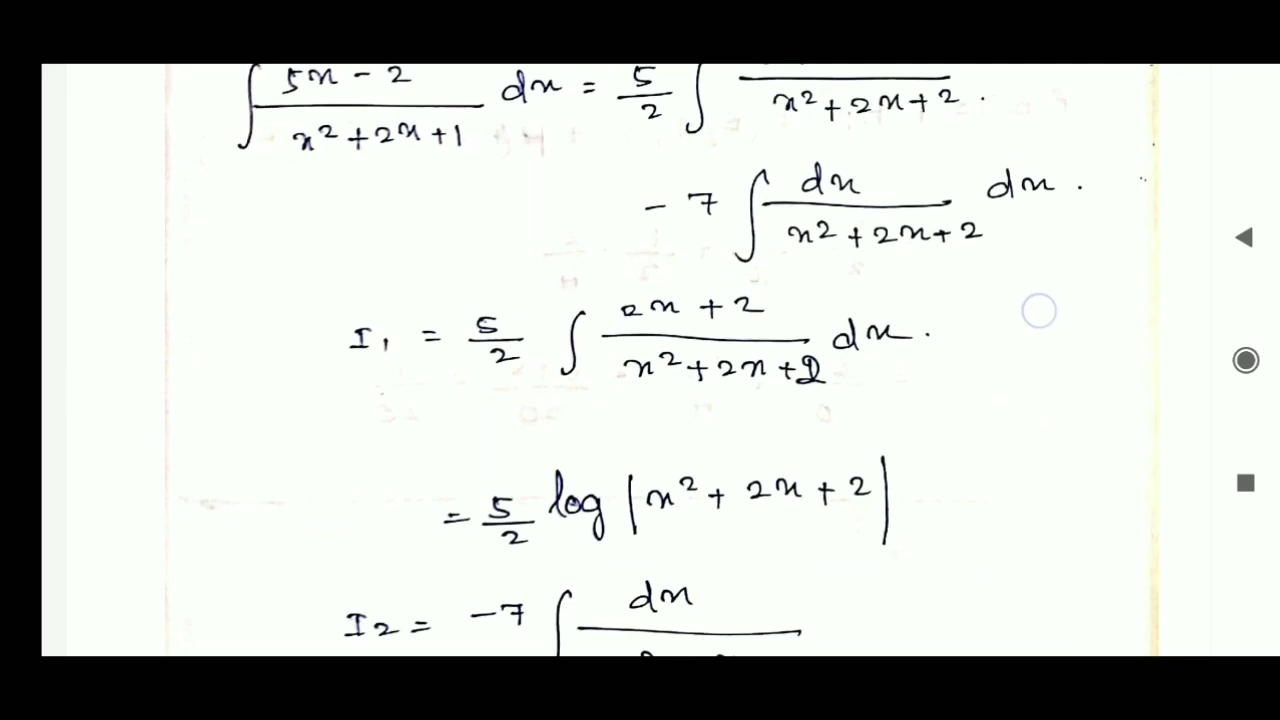 ∫ (5x - 2)/(x² + 2x + 1) dx = 5/2 ∫ /(x² + 2x + 2) .
- 7 ∫ dx/(x² + 2x + 2) dx .
I₁ = 5/2 ∫ (2x + 2)/(x² + 2x + 2) dx .
= 5/2 log |x² + 2x + 2|
I2 = -7 ∫ dx